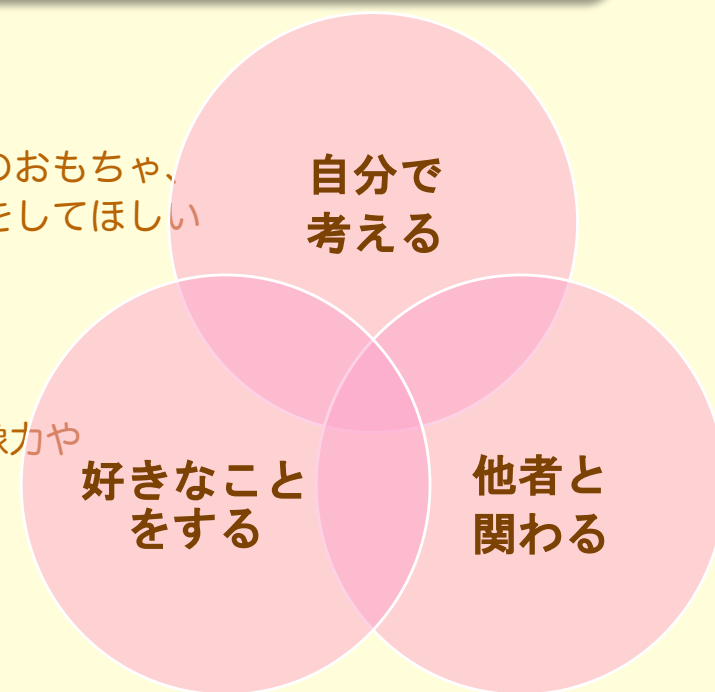 のおもちゃ、
をしてほしい
自分で
考える
像力や
好きなこと
をする
他者と
関わる